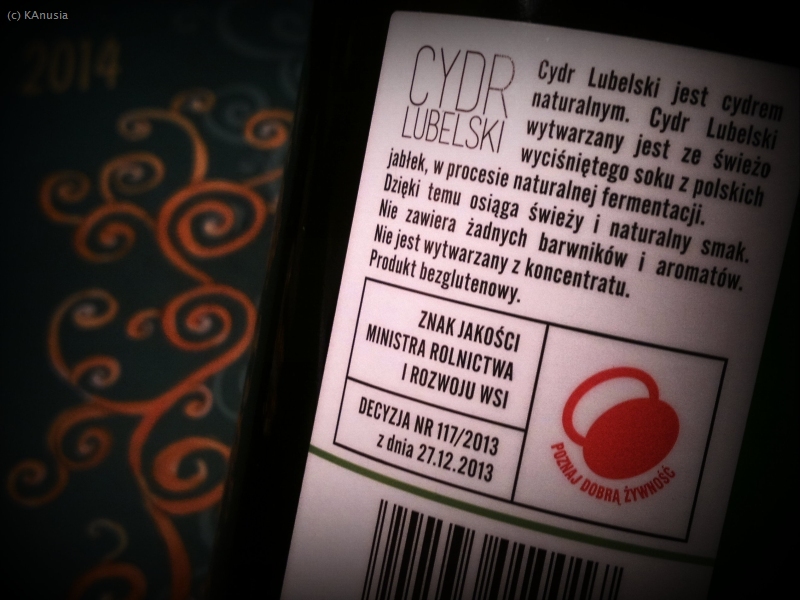 (c) KAnusia
2014
CYDR
LUBELSKI
Cydr Lubelski jest cydrem
naturalnym. Cydr Lubelski
wytwarzany jest ze świeżo
wyciśniętego soku z polskich
jabłek, w procesie naturalnej fermentacji.
Dzięki temu osiąga świeży i naturalny smak.
Nie zawiera żadnych barwników i aromatów.
Nie jest wytwarzany z koncentratu.
Produkt bezglutenowy.
ZNAK JAKOŚCI
MINISTRA ROLNICTWA
I ROZWOJU WSI
DECYZJA NR 117/2013
z dnia 27.12.2013
POZNAJ DOBRĄ ŻYWNOŚĆ